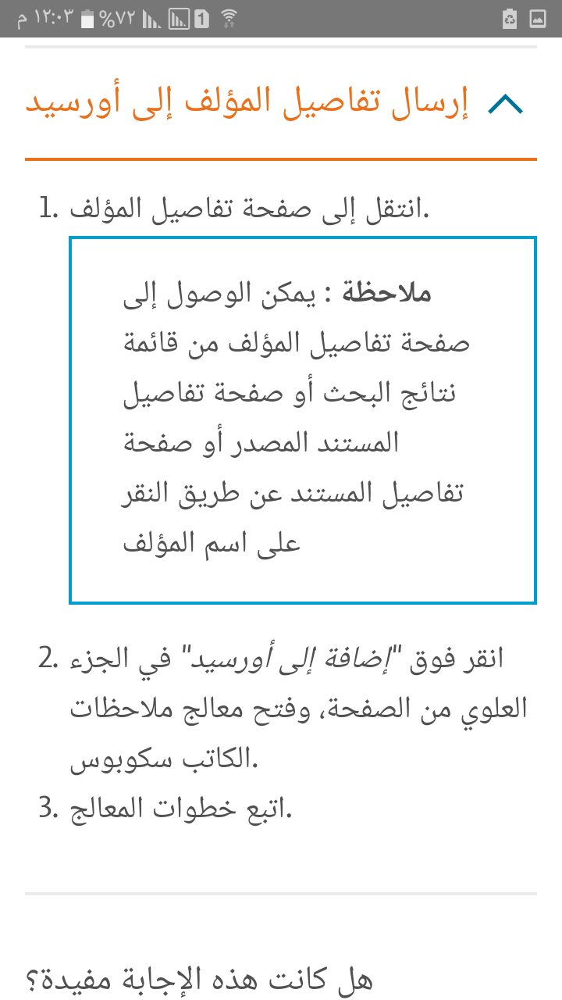 ١٢:٠٣ م %٧٢ 1
إرسال تفاصيل المؤلف إلى أورسيد
1. انتقل إلى صفحة تفاصيل المؤلف.
ملاحظة : يمكن الوصول إلى
صفحة تفاصيل المؤلف من قائمة
نتائج البحث أو صفحة تفاصيل
المستند المصدر أو صفحة
تفاصيل المستند عن طريق النقر
على اسم المؤلف
2. انقر فوق "إضافة إلى أورسيد" في الجزء
العلوي من الصفحة، وفتح معالج ملاحظات
الكاتب سكوبوس.
3. اتبع خطوات المعالج.
هل كانت هذه الإجابة مفيدة؟